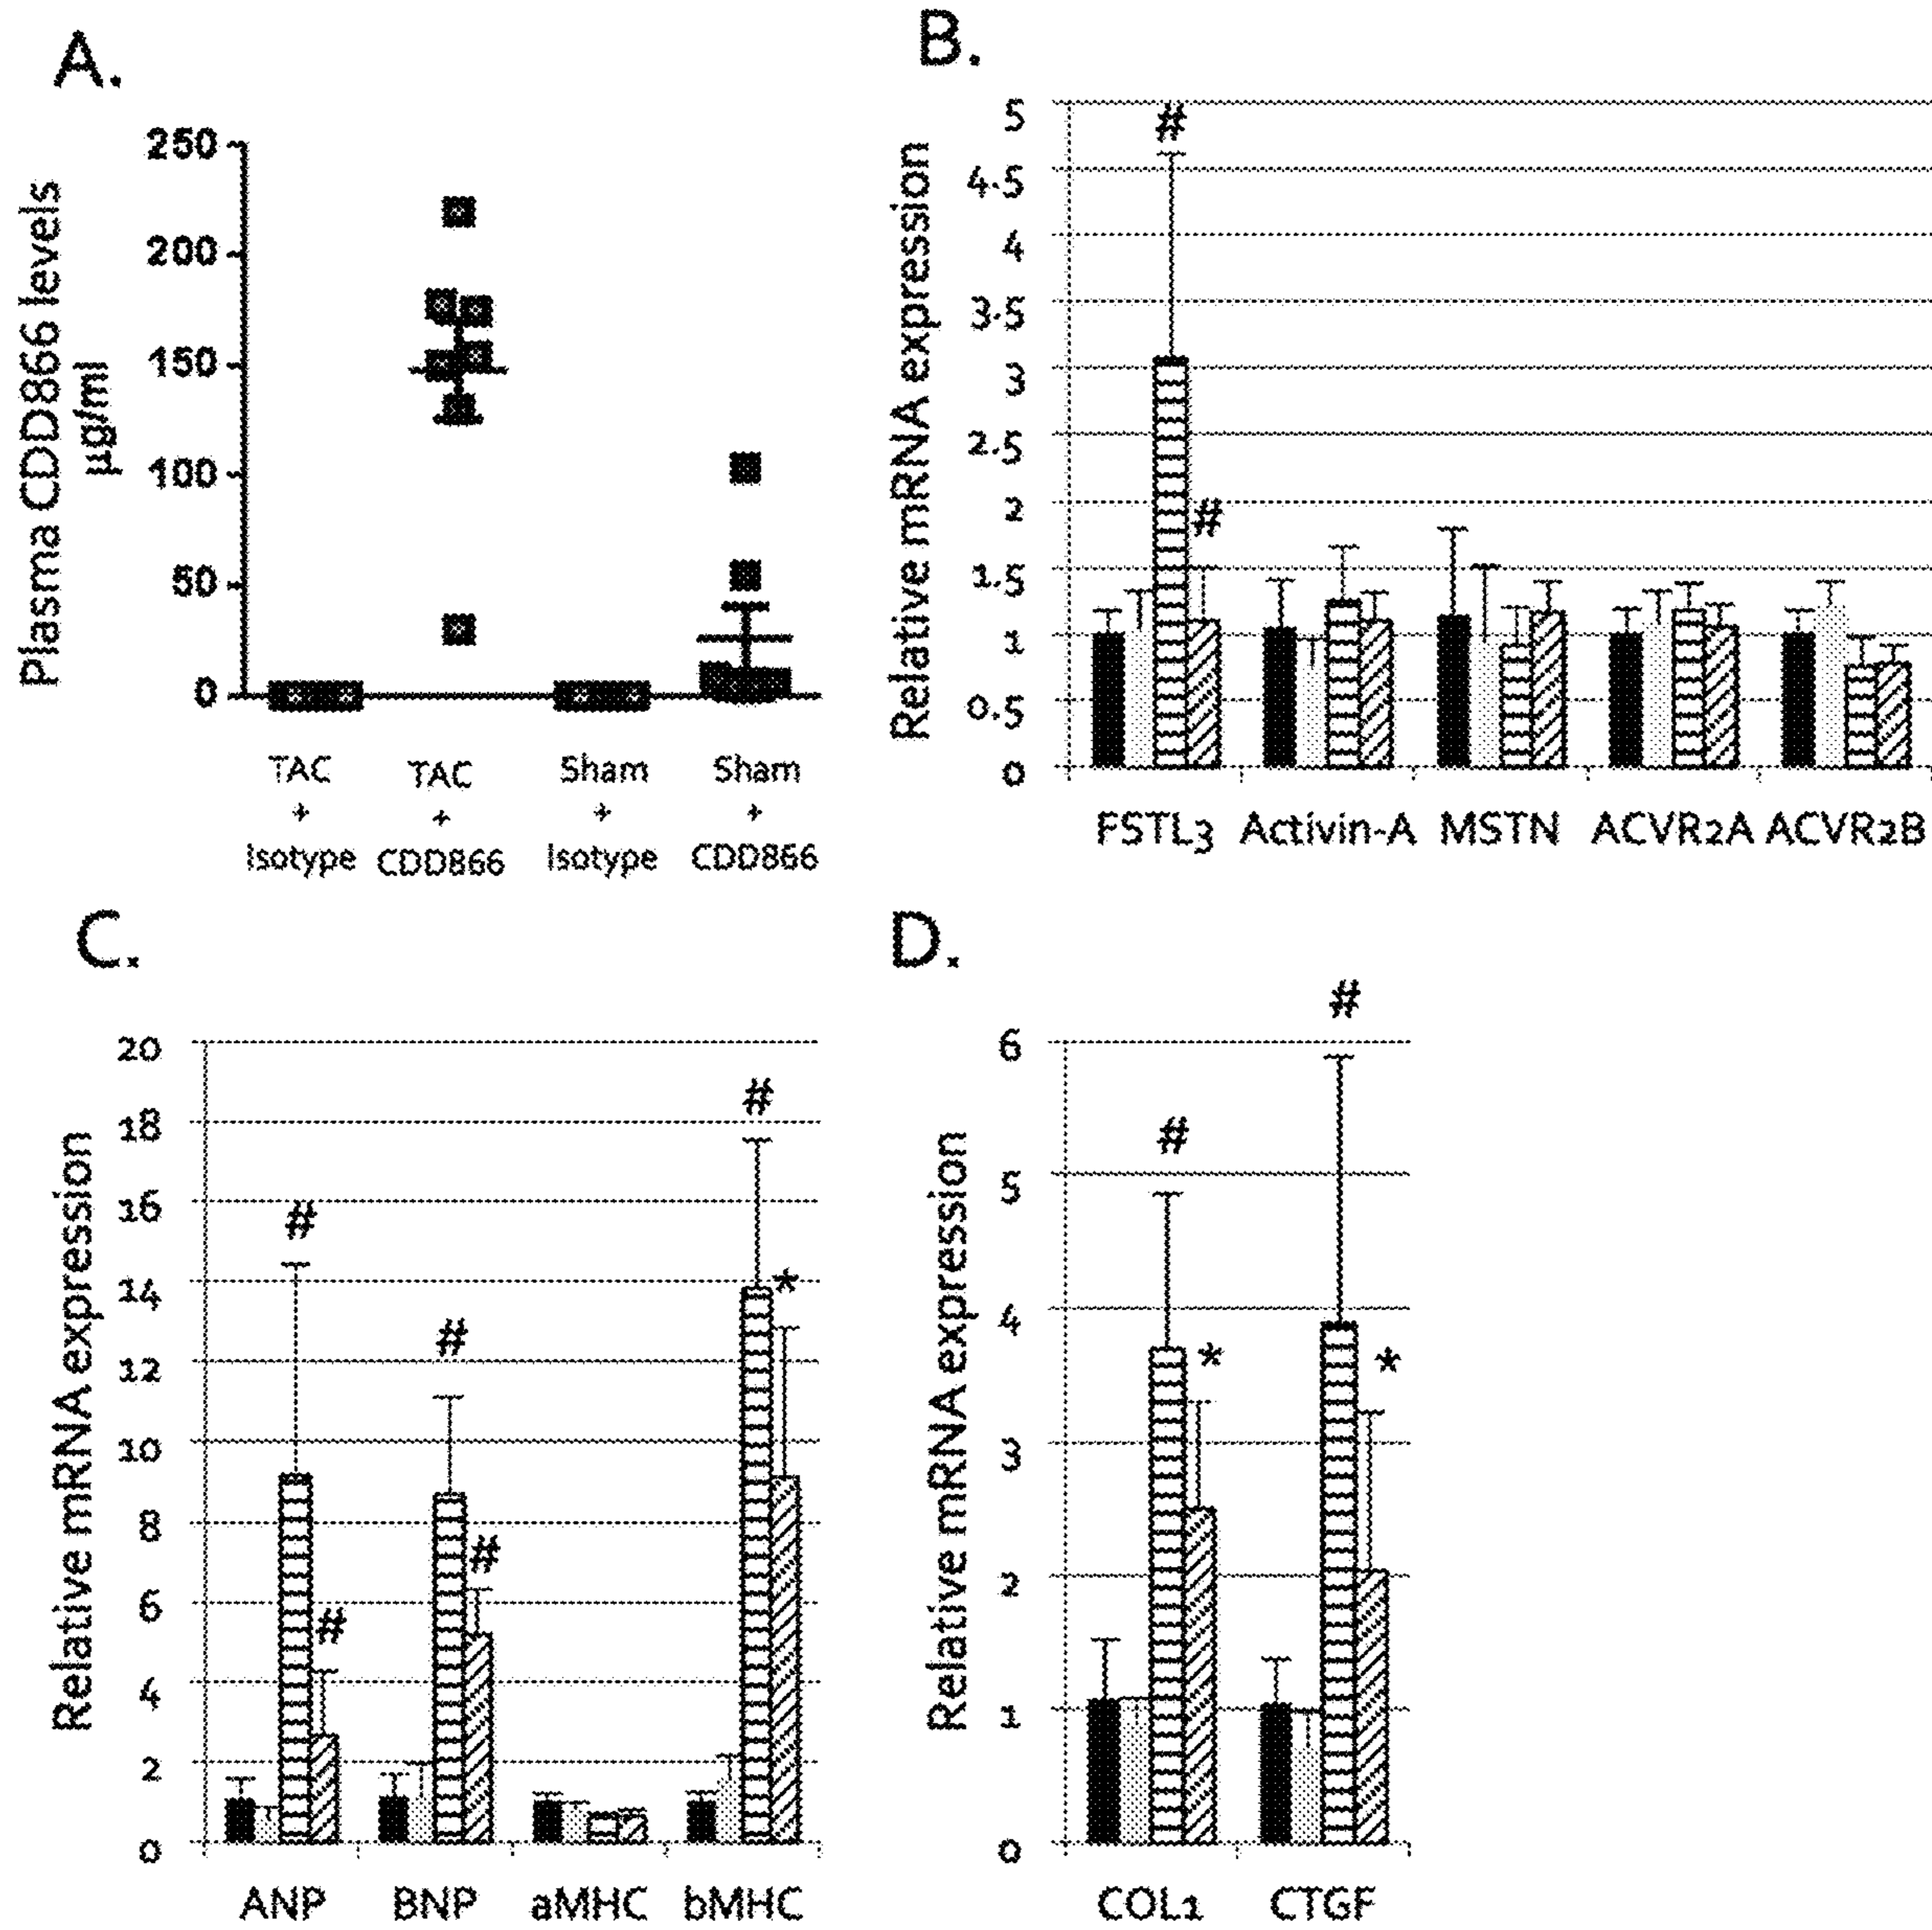 A.
Plasma CDD866 levels
µg/ml
250
200
150
100
50
0
TAC
+
Isotype
TAC
+
CDD866
Sham
+
Isotype
Sham
+
CDD866
B.
Relative mRNA expression
5
4.5
4
3.5
3
2.5
2
1.5
1
0.5
0
#
#
FSTL3 Activin-A MSTN ACVR2A ACVR2B
C.
Relative mRNA expression
20
18
16
14
12
10
8
6
4
2
0
#
#
#
#
#
*
ANP BNP aMHC bMHC
D.
Relative mRNA expression
6
5
4
3
2
1
0
#
*
#
*
COL1 CTGF